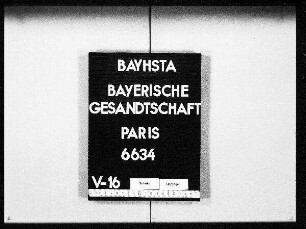 BAYHSTA
BAYERISCHE
GESANDTSCHAFT
PARIS
6634
V-16